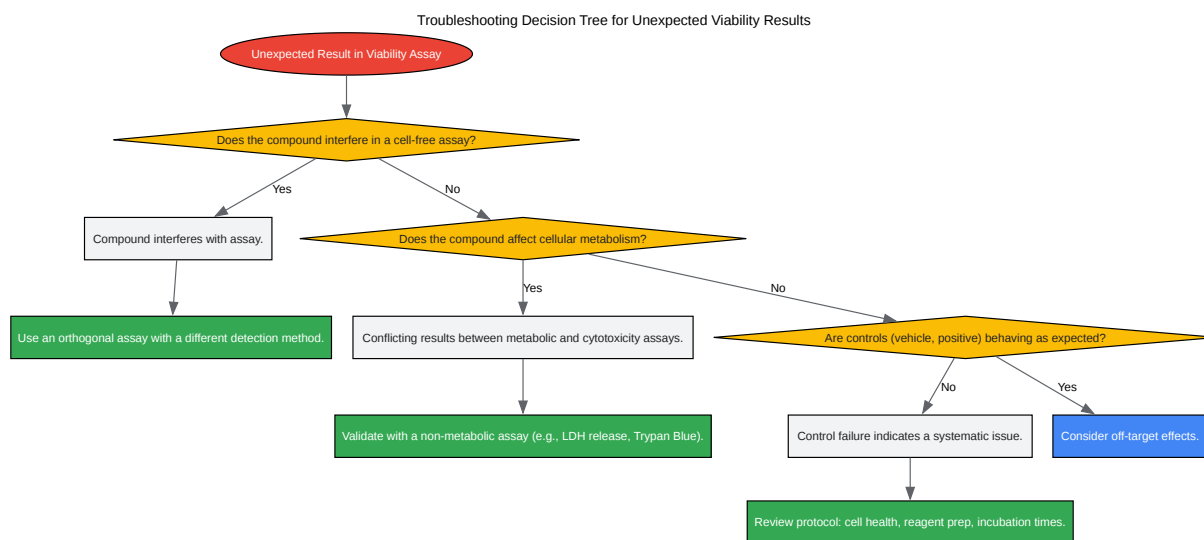 Troubleshooting Decision Tree for Unexpected Viability Results
Unexpected Result in Viability Assay
Does the compound interfere in a cell-free assay?
Yes
No
Compound interferes with assay.
Does the compound affect cellular metabolism?
Yes
No
Use an orthogonal assay with a different detection method.
Conflicting results between metabolic and cytotoxicity assays.
Are controls (vehicle, positive) behaving as expected?
No
Yes
Validate with a non-metabolic assay (e.g., LDH release, Trypan Blue).
Control failure indicates a systematic issue.
Consider off-target effects.
Review protocol: cell health, reagent prep, incubation times.